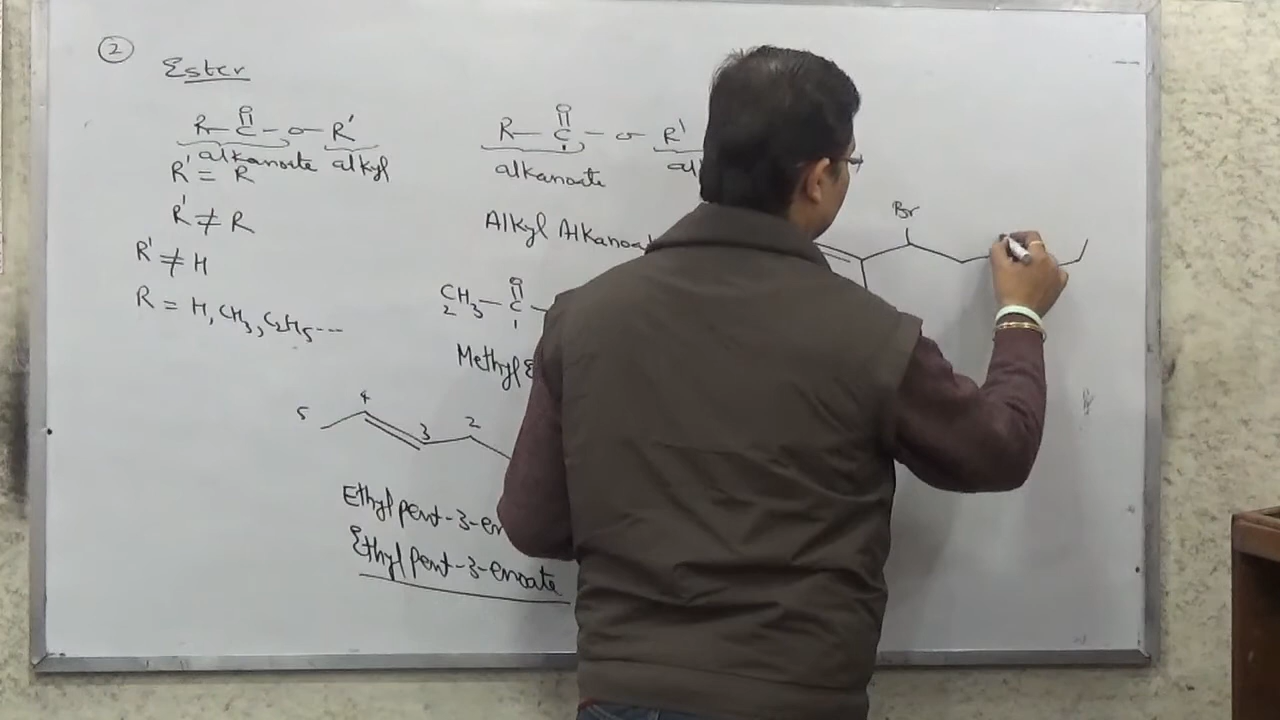 2
Ester
R-C-O-R'
O
alkanoate alkyl
R' = R
R' ≠ R
R' ≠ H
R = H, CH3, C2H5---
R-C-O-R'
O
alkanoate
Alkyl Alkanoa
CH3-C-
2
O
Methyl
5 4 3 2
Ethyl pent-3-en
Ethyl pent-3-enoate
Br